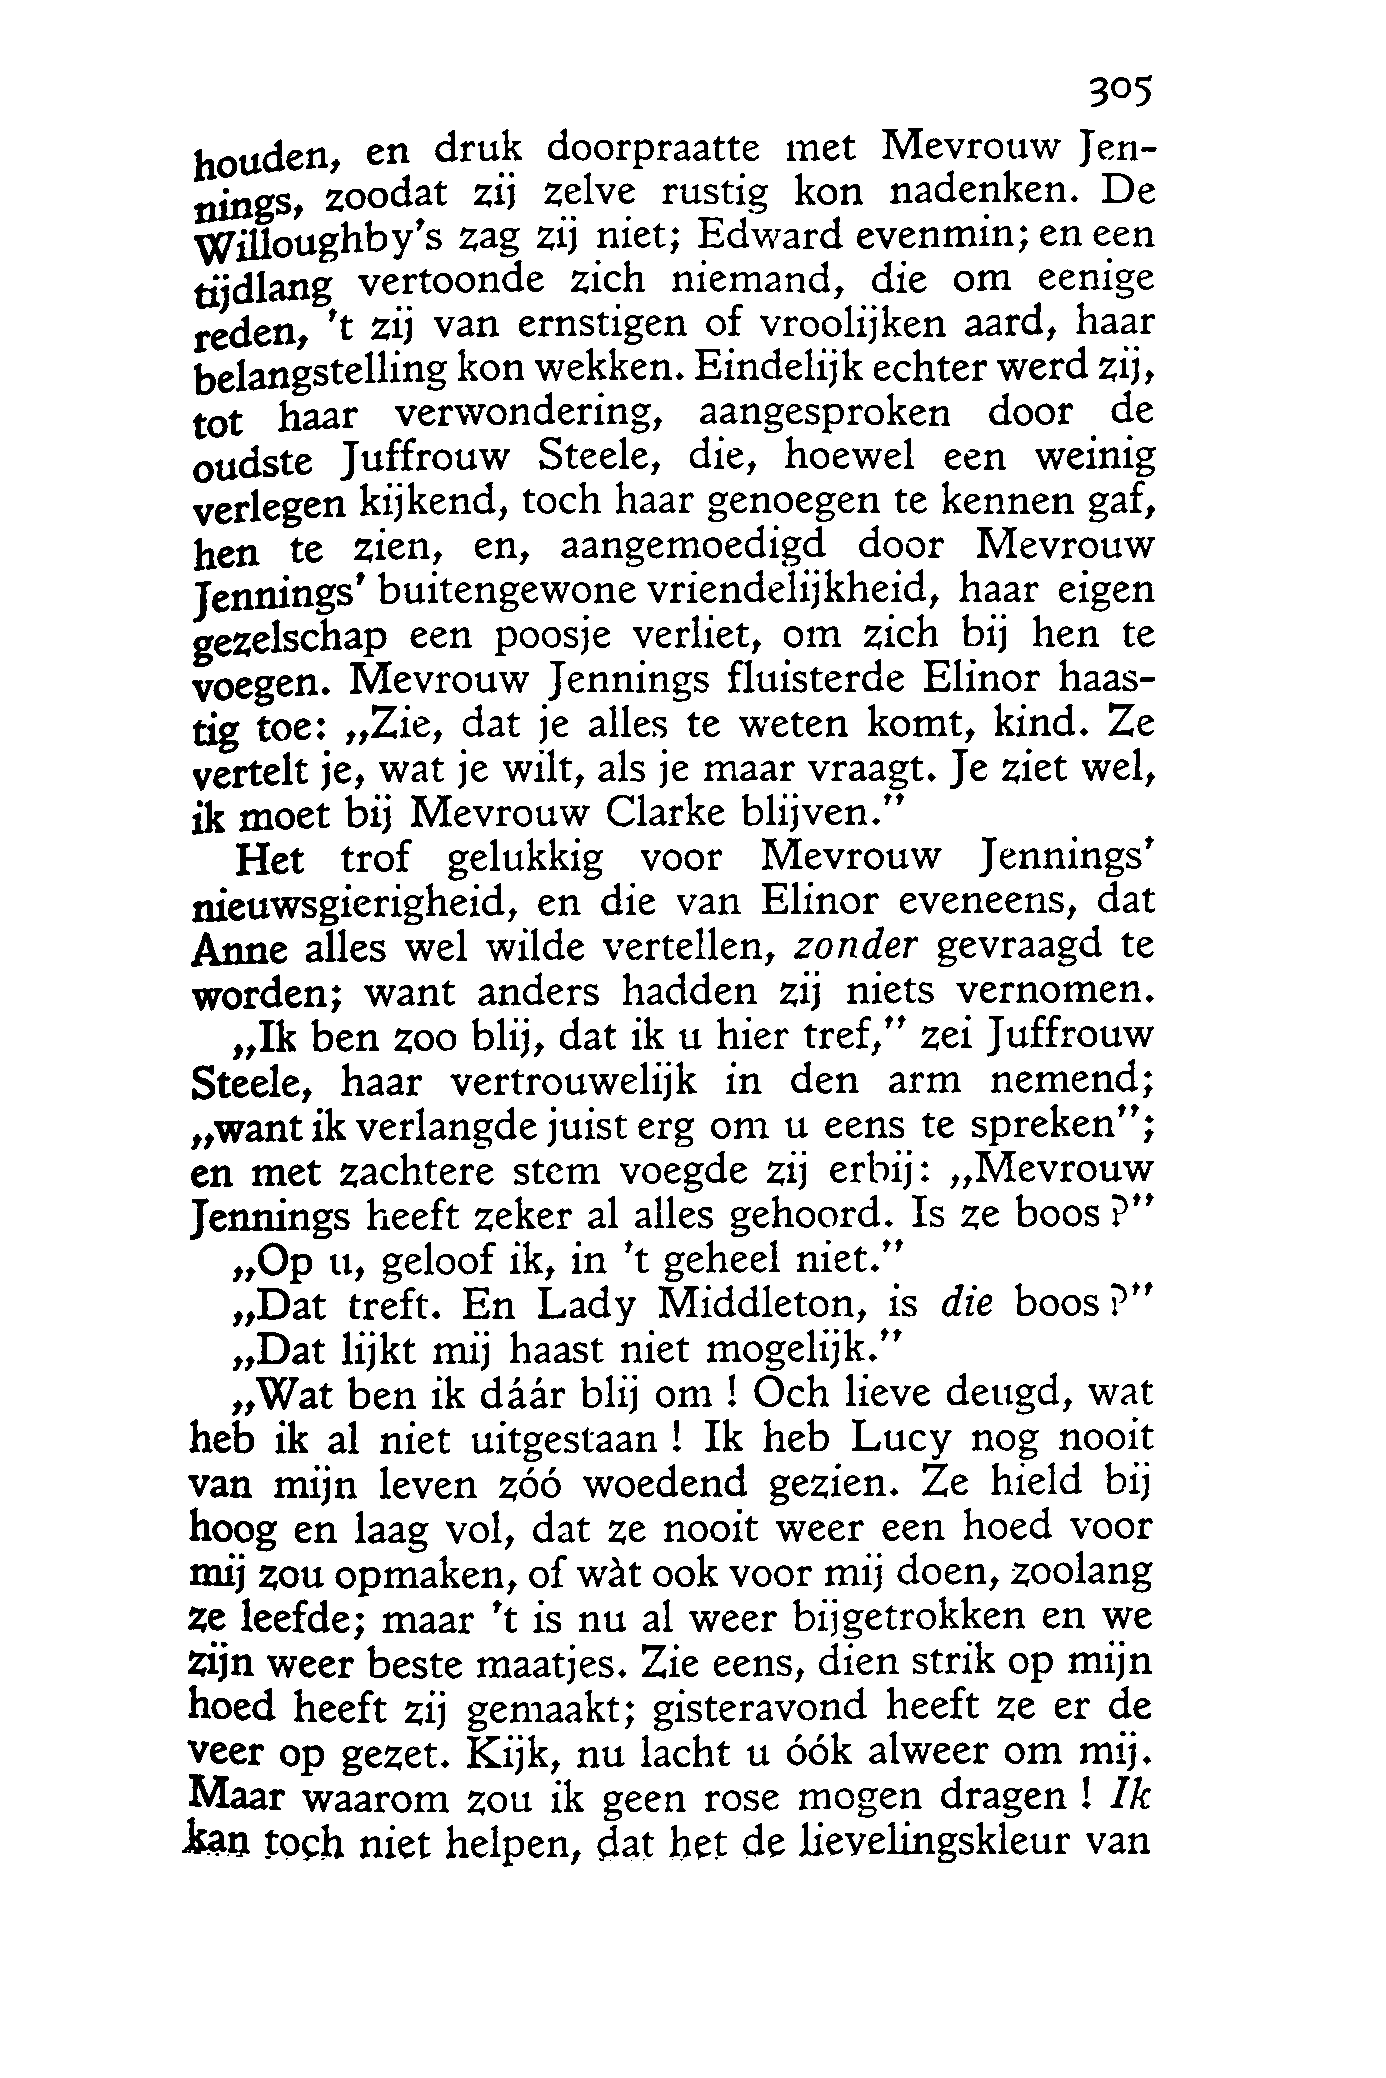 305
houden, en druk doorpraatte met Mevrouw Jen-
nings, zoodat zij zelve rustig kon nadenken. De
Willoughby's zag zij niet; Edward evenmin; en een
tijdlang vertoonde zich niemand, die om eenige
reden, 't zij van ernstigen of vroolijken aard, haar
belangstelling kon wekken. Eindelijk echter werd zij,
tot haar verwondering, aangesproken door de
oudste Juffrouw Steele, die, hoewel een weinig
verlegen kijkend, toch haar genoegen te kennen gaf,
hen te zien, en, aangemoedigd door Mevrouw
Jennings' buitengewone vriendelijkheid, haar eigen
gezelschap een poosje verliet, om zich bij hen te
voegen. Mevrouw Jennings fluisterde Elinor haas-
tig toe: „Zie, dat je alles te weten komt, kind. Ze
vertelt je, wat je wilt, als je maar vraagt. Je ziet wel,
ik moet bij Mevrouw Clarke blijven.”
Het trof gelukkig voor Mevrouw Jennings'
nieuwsgierigheid, en die van Elinor eveneens, dat
Anne alles wel wilde vertellen, zonder gevraagd te
worden; want anders hadden zij niets vernomen.
„Ik ben zoo blij, dat ik u hier tref,” zei Juffrouw
Steele, haar vertrouwelijk in den arm nemend;
„want ik verlangde juist erg om u eens te spreken”;
en met zachtere stem voegde zij erbij: „Mevrouw
Jennings heeft zeker al alles gehoord. Is ze boos?”
„Op u, geloof ik, in 't geheel niet.”
„Dat treft. En Lady Middleton, is die boos?”
„Dat lijkt mij haast niet mogelijk.”
„Wat ben ik dáár blij om ! Och lieve deugd, wat
heb ik al niet uitgestaan ! Ik heb Lucy nog nooit
van mijn leven zóó woedend gezien. Ze hield bij
hoog en laag vol, dat ze nooit weer een hoed voor
mij zou opmaken, of wàt ook voor mij doen, zoolang
ze leefde; maar 't is nu al weer bijgetrokken en we
zijn weer beste maatjes. Zie eens, dien strik op mijn
hoed heeft zij gemaakt; gisteravond heeft ze er de
veer op gezet. Kijk, nu lacht u óók alweer om mij.
Maar waarom zou ik geen rose mogen dragen ! Ik
kan toch niet helpen, dat het de lievelingskleur van